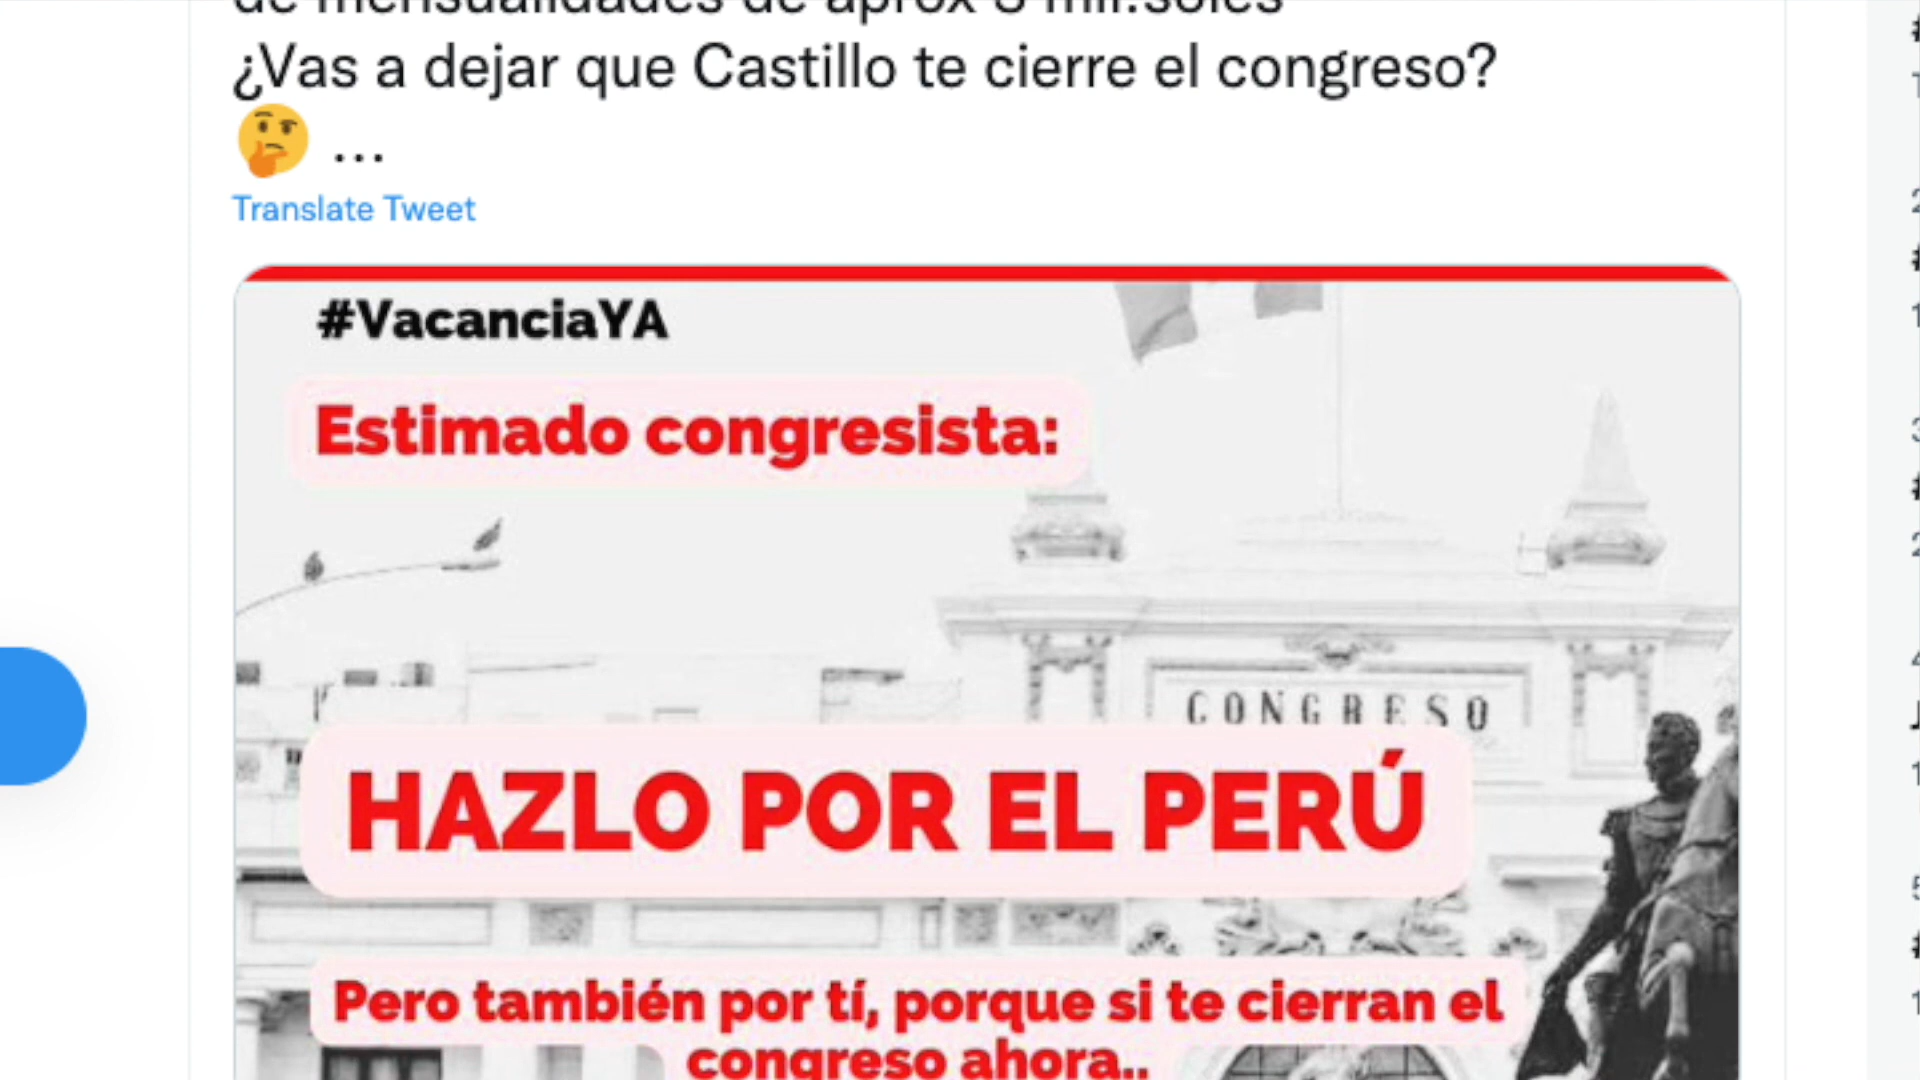 de mensualidades de aprox 8 mil.soles
¿Vas a dejar que Castillo te cierre el congreso?
🤔 ...
Translate Tweet
#VacanciaYA
Estimado congresista:
CONGRESO
HAZLO POR EL PERÚ
Pero también por tí, porque si te cierran el
congreso ahora..